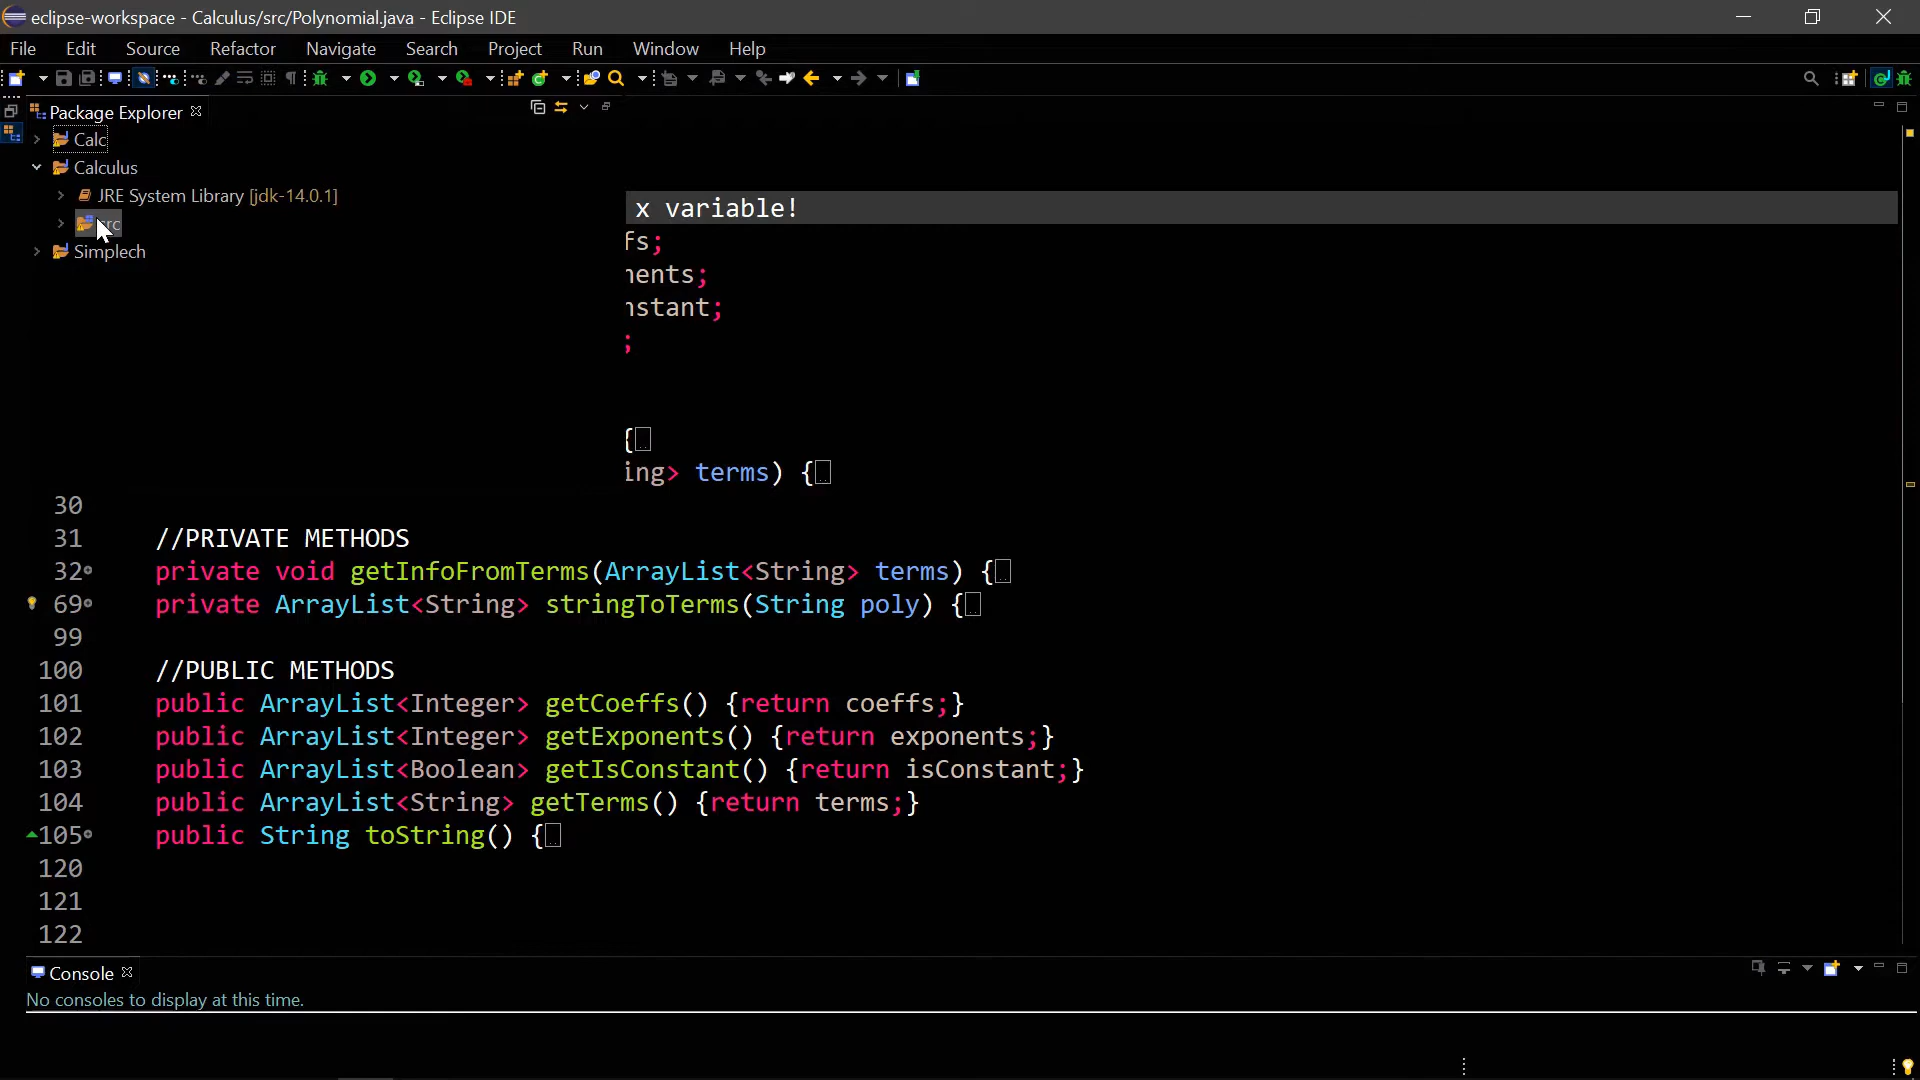 eclipse-workspace - Calculus/src/Polynomial.java - Eclipse IDE
File Edit Source Refactor Navigate Search Project Run Window Help
Package Explorer
Calc
Calculus
JRE System Library [jdk-14.0.1]
Simplech
x variable!
fs;
nents;
nstant;
;
{
ing> terms) {
30
31 //PRIVATE METHODS
32 private void getInfoFromTerms(ArrayList<String> terms) {
69 private ArrayList<String> stringToTerms(String poly) {
99
100 //PUBLIC METHODS
101 public ArrayList<Integer> getCoeffs() {return coeffs;}
102 public ArrayList<Integer> getExponents() {return exponents;}
103 public ArrayList<Boolean> getIsConstant() {return isConstant;}
104 public ArrayList<String> getTerms() {return terms;}
105 public String toString() {
120
121
122
Console
No consoles to display at this time.